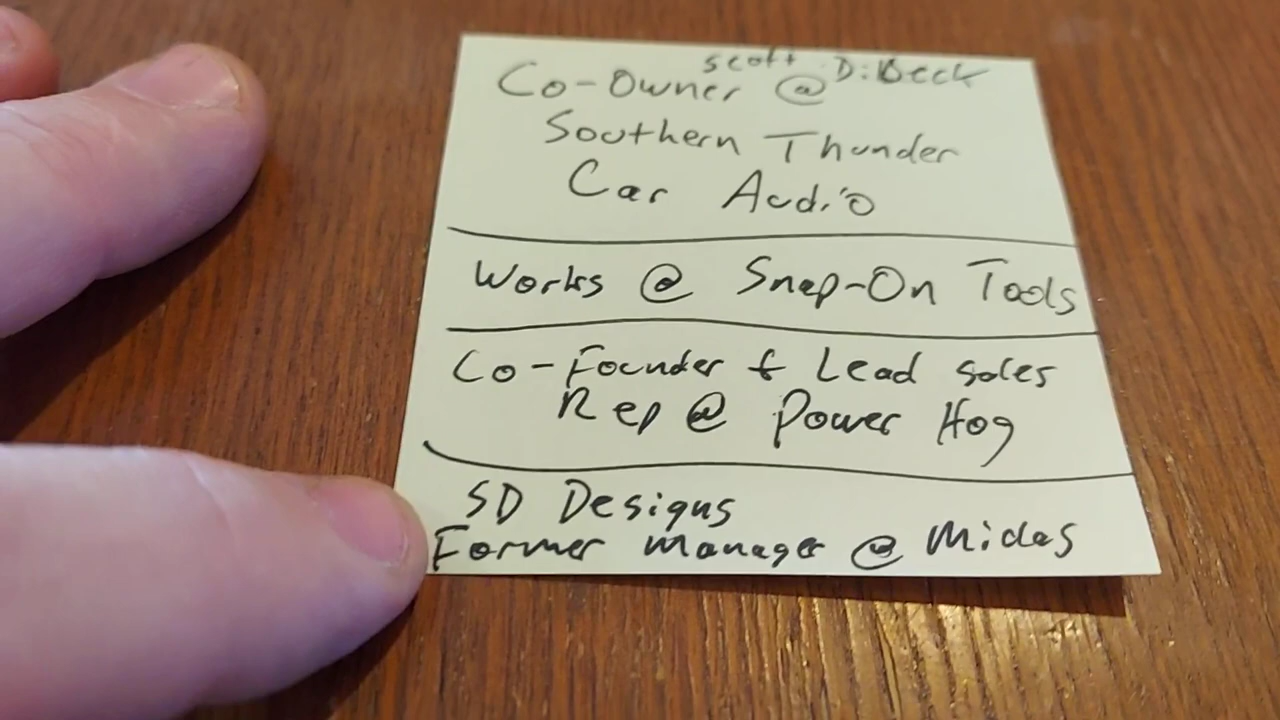 Scott DiBeck
Co-Owner @
Southern Thunder
Car Audio
Works @ Snap-On Tools
Co-Founder & Lead Sales
Rep @ Power Hog
SD Designs
Former Manager @ Midas